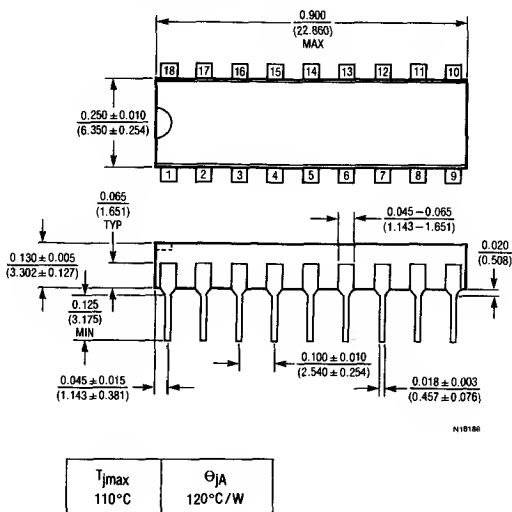 0.900
(22.860)
MAX
18 17 16 15 14 13 12 11 10
0.250 ± 0.010
(6.350 ± 0.254)
1 2 3 4 5 6 7 8 9
0.065
(1.651)
TYP
0.045 – 0.065
(1.143 – 1.651)
0.020
(0.508)
0.130 ± 0.005
(3.302 ± 0.127)
0.125
(3.175)
MIN
0.045 ± 0.015
(1.143 ± 0.381)
0.100 ± 0.010
(2.540 ± 0.254)
0.018 ± 0.003
(0.457 ± 0.076)
N18186
Tjmax ΘjA
110°C 120°C/W